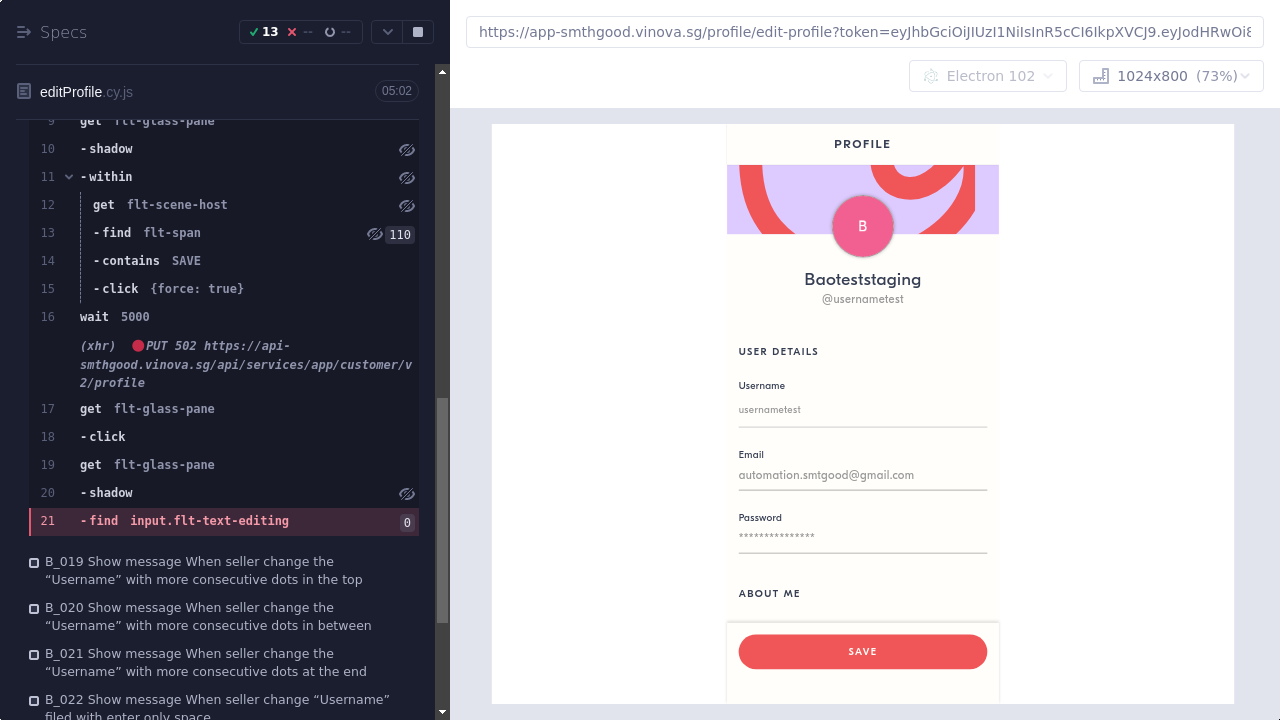 Specs
13
--
--
editProfile.cy.js
05:02
9 get flt-glass-pane
10 -shadow
11 -within
12 get flt-scene-host
13 -find flt-span 110
14 -contains SAVE
15 -click {force: true}
16 wait 5000
(xhr) PUT 502 https://api-
smthgood.vinova.sg/api/services/app/customer/v
2/profile
17 get flt-glass-pane
18 -click
19 get flt-glass-pane
20 -shadow
21 -find input.flt-text-editing 0
B_019 Show message When seller change the
“Username” with more consecutive dots in the top
B_020 Show message When seller change the
“Username” with more consecutive dots in between
B_021 Show message When seller change the
“Username” with more consecutive dots at the end
B_022 Show message When seller change “Username”
filed with enter only space
https://app-smthgood.vinova.sg/profile/edit-profile?token=eyJhbGciOiJIUzI1NiIsInR5cCI6IkpXVCJ9.eyJodHRwOi8
Electron 102
1024x800 (73%)
PROFILE
B
Baoteststaging
@usernametest
USER DETAILS
Username
usernametest
Email
automation.smtgood@gmail.com
Password
***************
ABOUT ME
SAVE